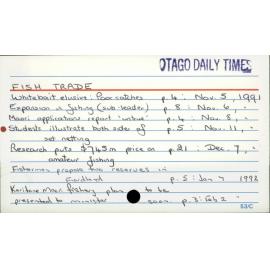 OTAGO DAILY TIMES
FISH TRADE
Whitebait elusive: Poor catches p.4: Nov. 5, 1991
Expansion in fishing (sub-leader) p.8: Nov. 6, "
Maori applications report 'untrue' p.4: Nov. 8, "
Students illustrate both sides of p.5: Nov. 11, "
set netting
Research puts $745m price on p.21: Dec. 7, "
amateur fishing
Fishermen propose two reserves in
Fiordland p.5: Jan 7 1992
Karitane Maori fishery plan to be
presented to minister soon. p.3: Feb 2 "
53C